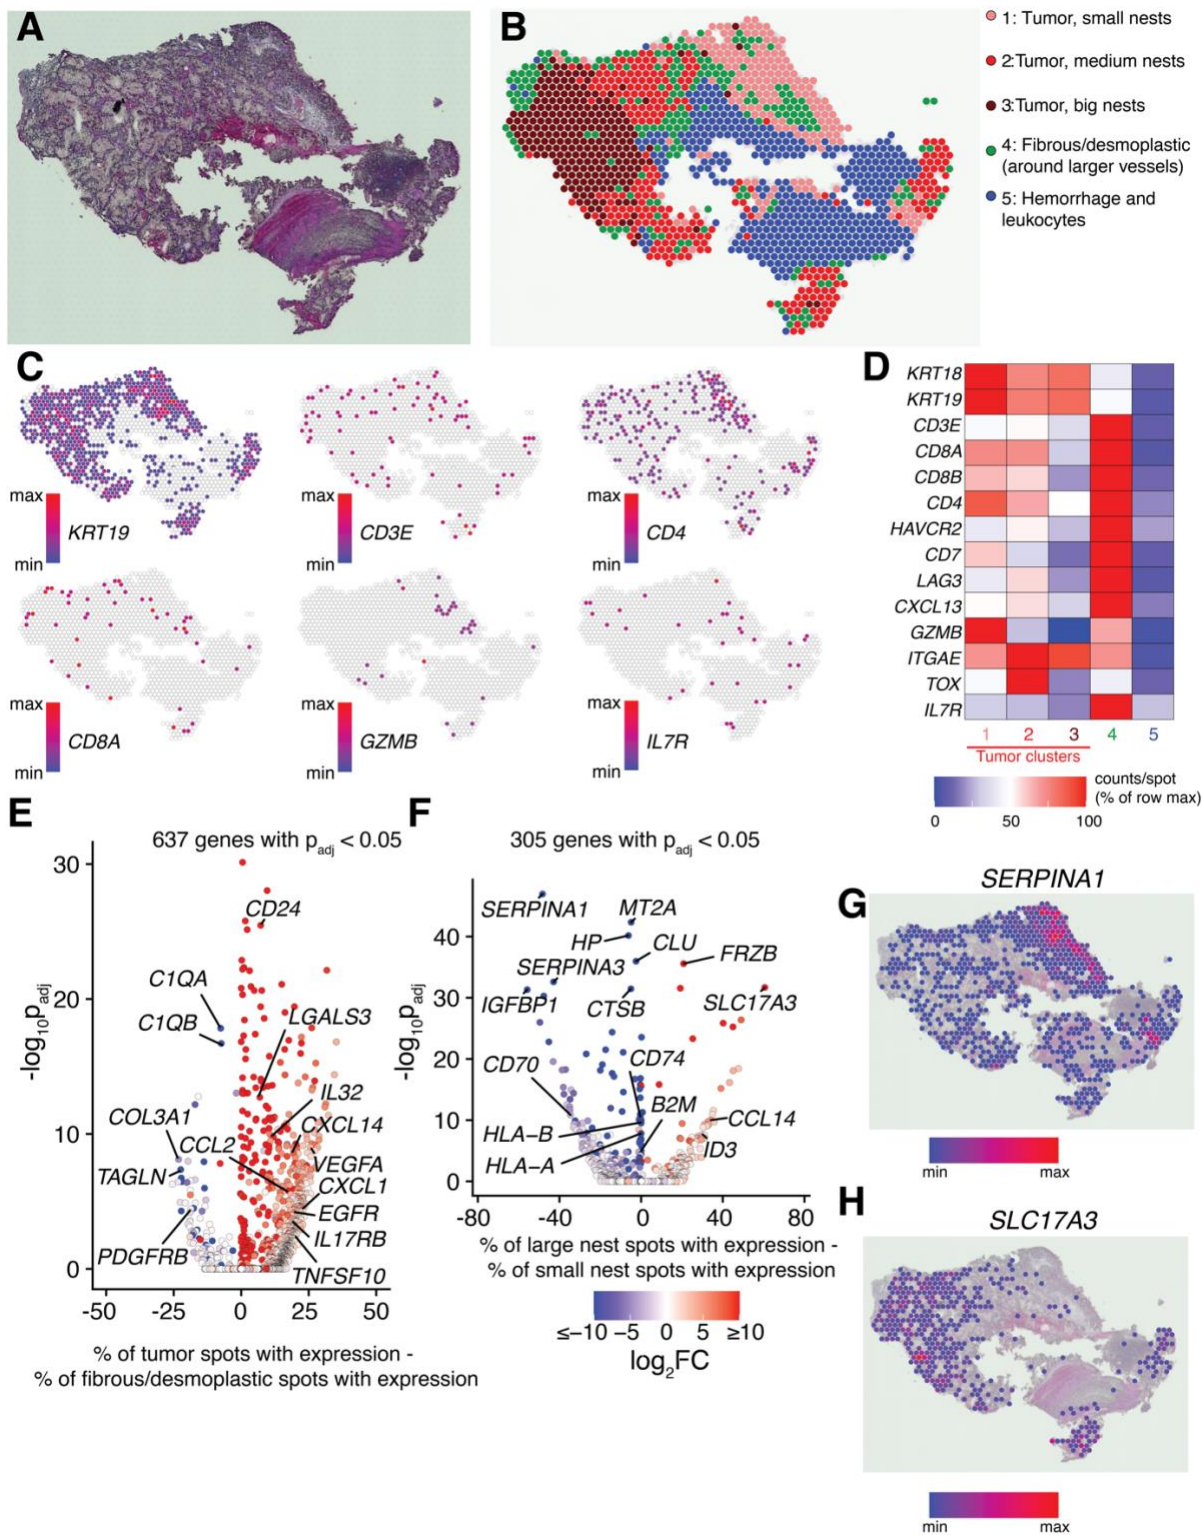 A
B
1: Tumor, small nests
2:Tumor, medium nests
3:Tumor, big nests
4: Fibrous/desmoplastic
(around larger vessels)
5: Hemorrhage and
leukocytes
C
max
min
KRT19
max
min
CD3E
max
min
CD4
max
min
CD8A
max
min
GZMB
max
min
IL7R
D
KRT18
KRT19
CD3E
CD8A
CD8B
CD4
HAVCR2
CD7
LAG3
CXCL13
GZMB
ITGAE
TOX
IL7R
1 2 3 4 5
Tumor clusters
counts/spot
(% of row max)
0 50 100
E
637 genes with padj < 0.05
-log10padj
30
20
10
0
CD24
C1QA
C1QB
LGALS3
IL32
COL3A1
CCL2
CXCL14
TAGLN
VEGFA
CXCL1
EGFR
PDGFRB
IL17RB
TNFSF10
-50 -25 0 25 50
% of tumor spots with expression -
% of fibrous/desmoplastic spots with expression
F
305 genes with padj < 0.05
-log10padj
40
30
20
10
0
SERPINA1
MT2A
HP
CLU
FRZB
SERPINA3
IGFBP1
CTSB
SLC17A3
CD70
CD74
B2M
CCL14
HLA-B
HLA-A
ID3
-80 -40 0 40 80
% of large nest spots with expression -
% of small nest spots with expression
≤-10 -5 0 5 ≥10
log2FC
G
SERPINA1
min max
H
SLC17A3
min max